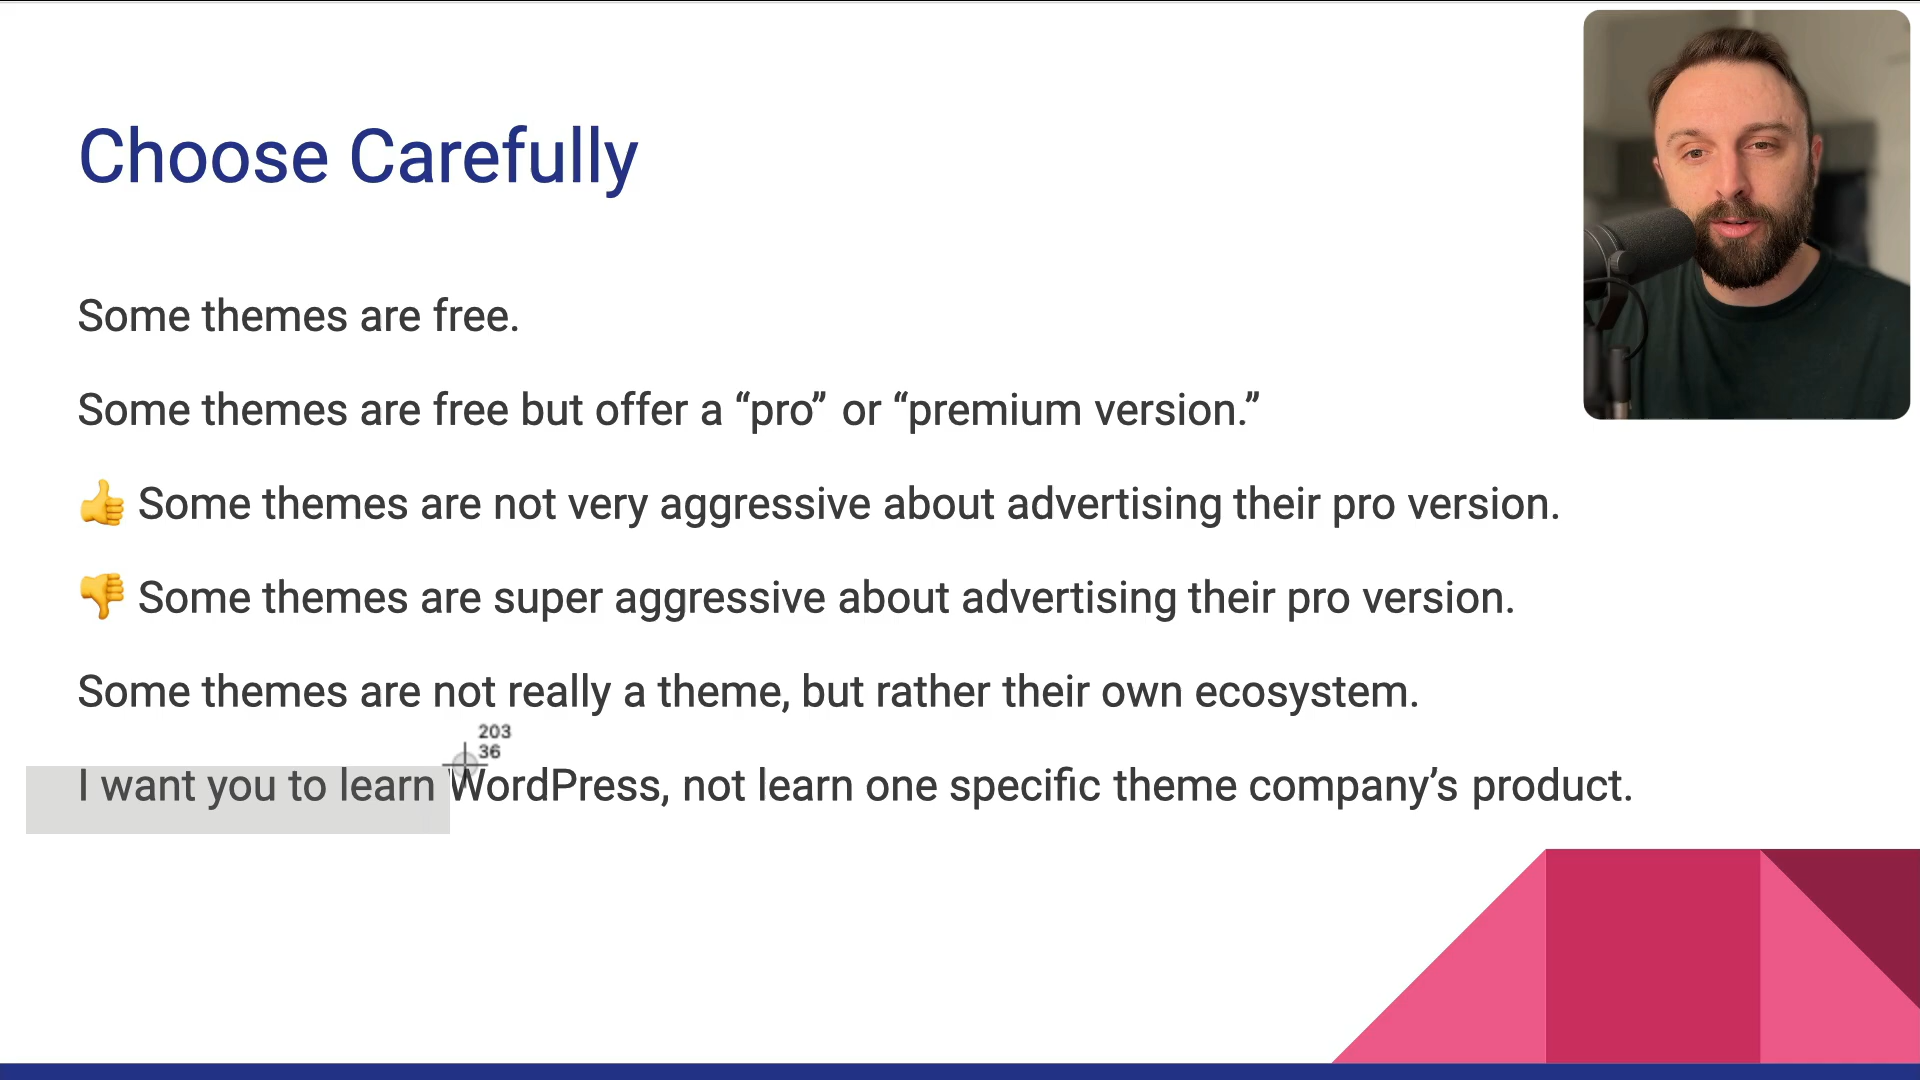 Choose Carefully
Some themes are free.
Some themes are free but offer a “pro” or “premium version.”
👍 Some themes are not very aggressive about advertising their pro version.
👎 Some themes are super aggressive about advertising their pro version.
Some themes are not really a theme, but rather their own ecosystem.
203
36
I want you to learn WordPress, not learn one specific theme company’s product.